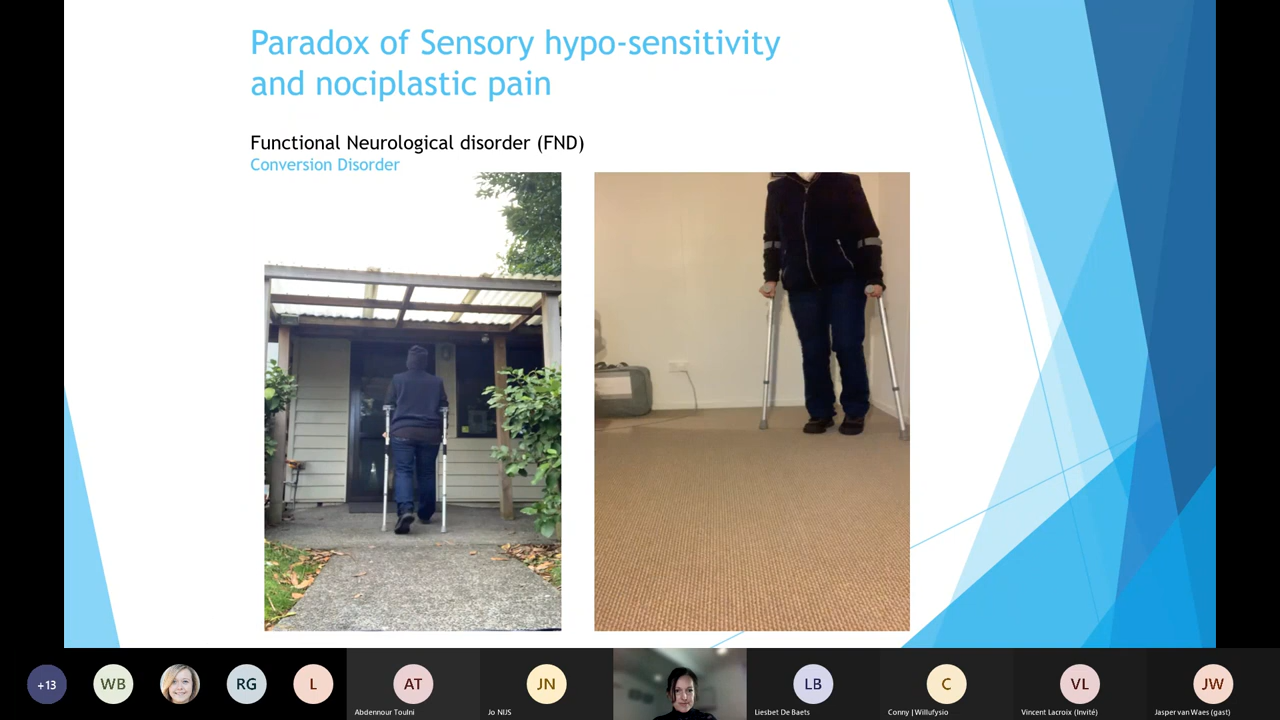 Paradox of Sensory hypo-sensitivity
and nociplastic pain
Functional Neurological disorder (FND)
Conversion Disorder
+13
WB
RG
L
AT
JN
LB
C
VL
JW
Abdennour Toulni
Jo NIJS
Liesbet De Baets
Conny | Willufysio
Vincent Lacroix (Invité)
Jasper van Waes (gast)